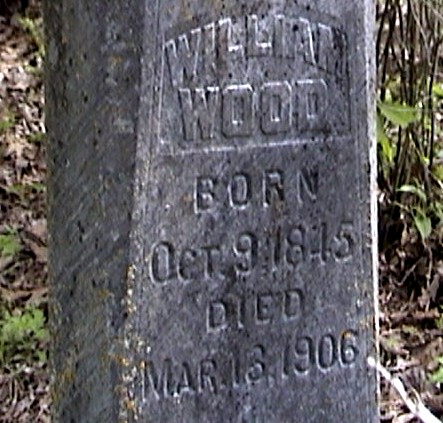 WILLIAM
WOOD
BORN
OCT. 9. 1845
DIED
MAR. 13. 1906